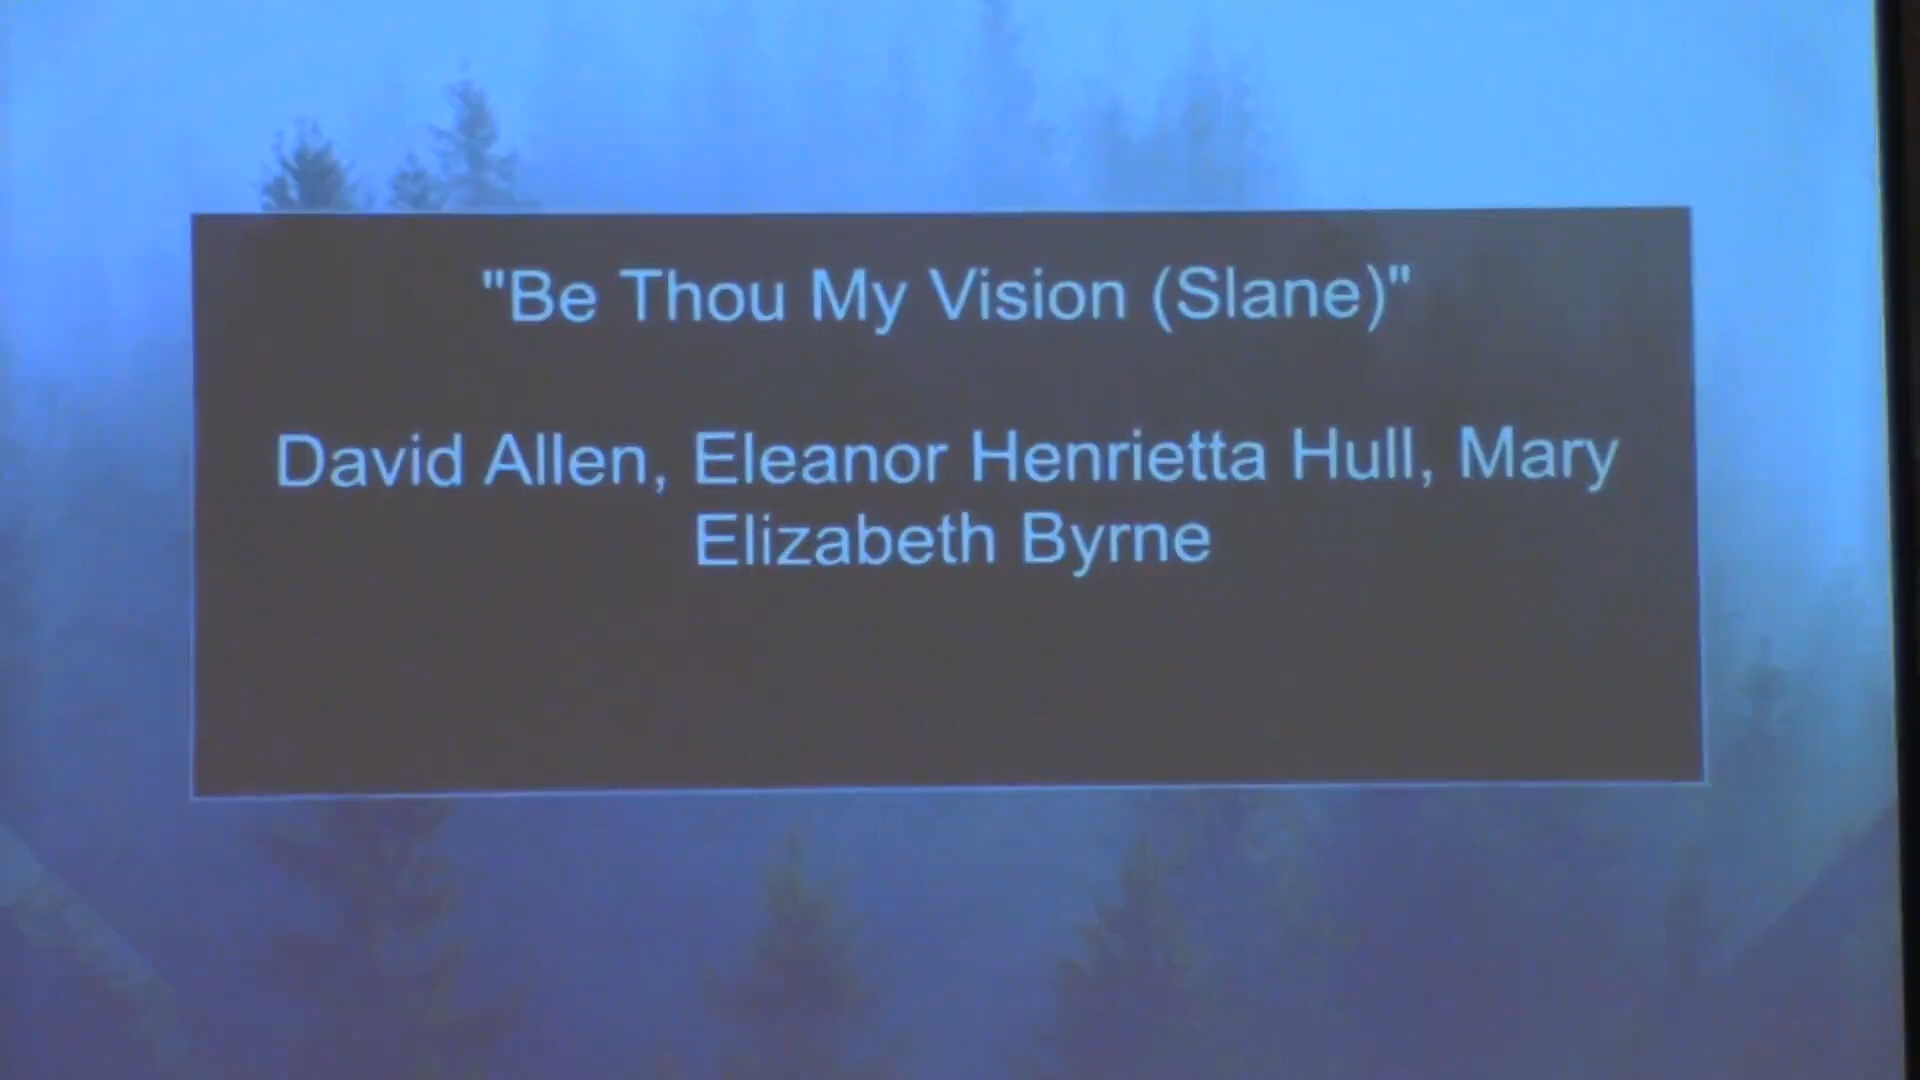 "Be Thou My Vision (Slane)"
David Allen, Eleanor Henrietta Hull, Mary
Elizabeth Byrne